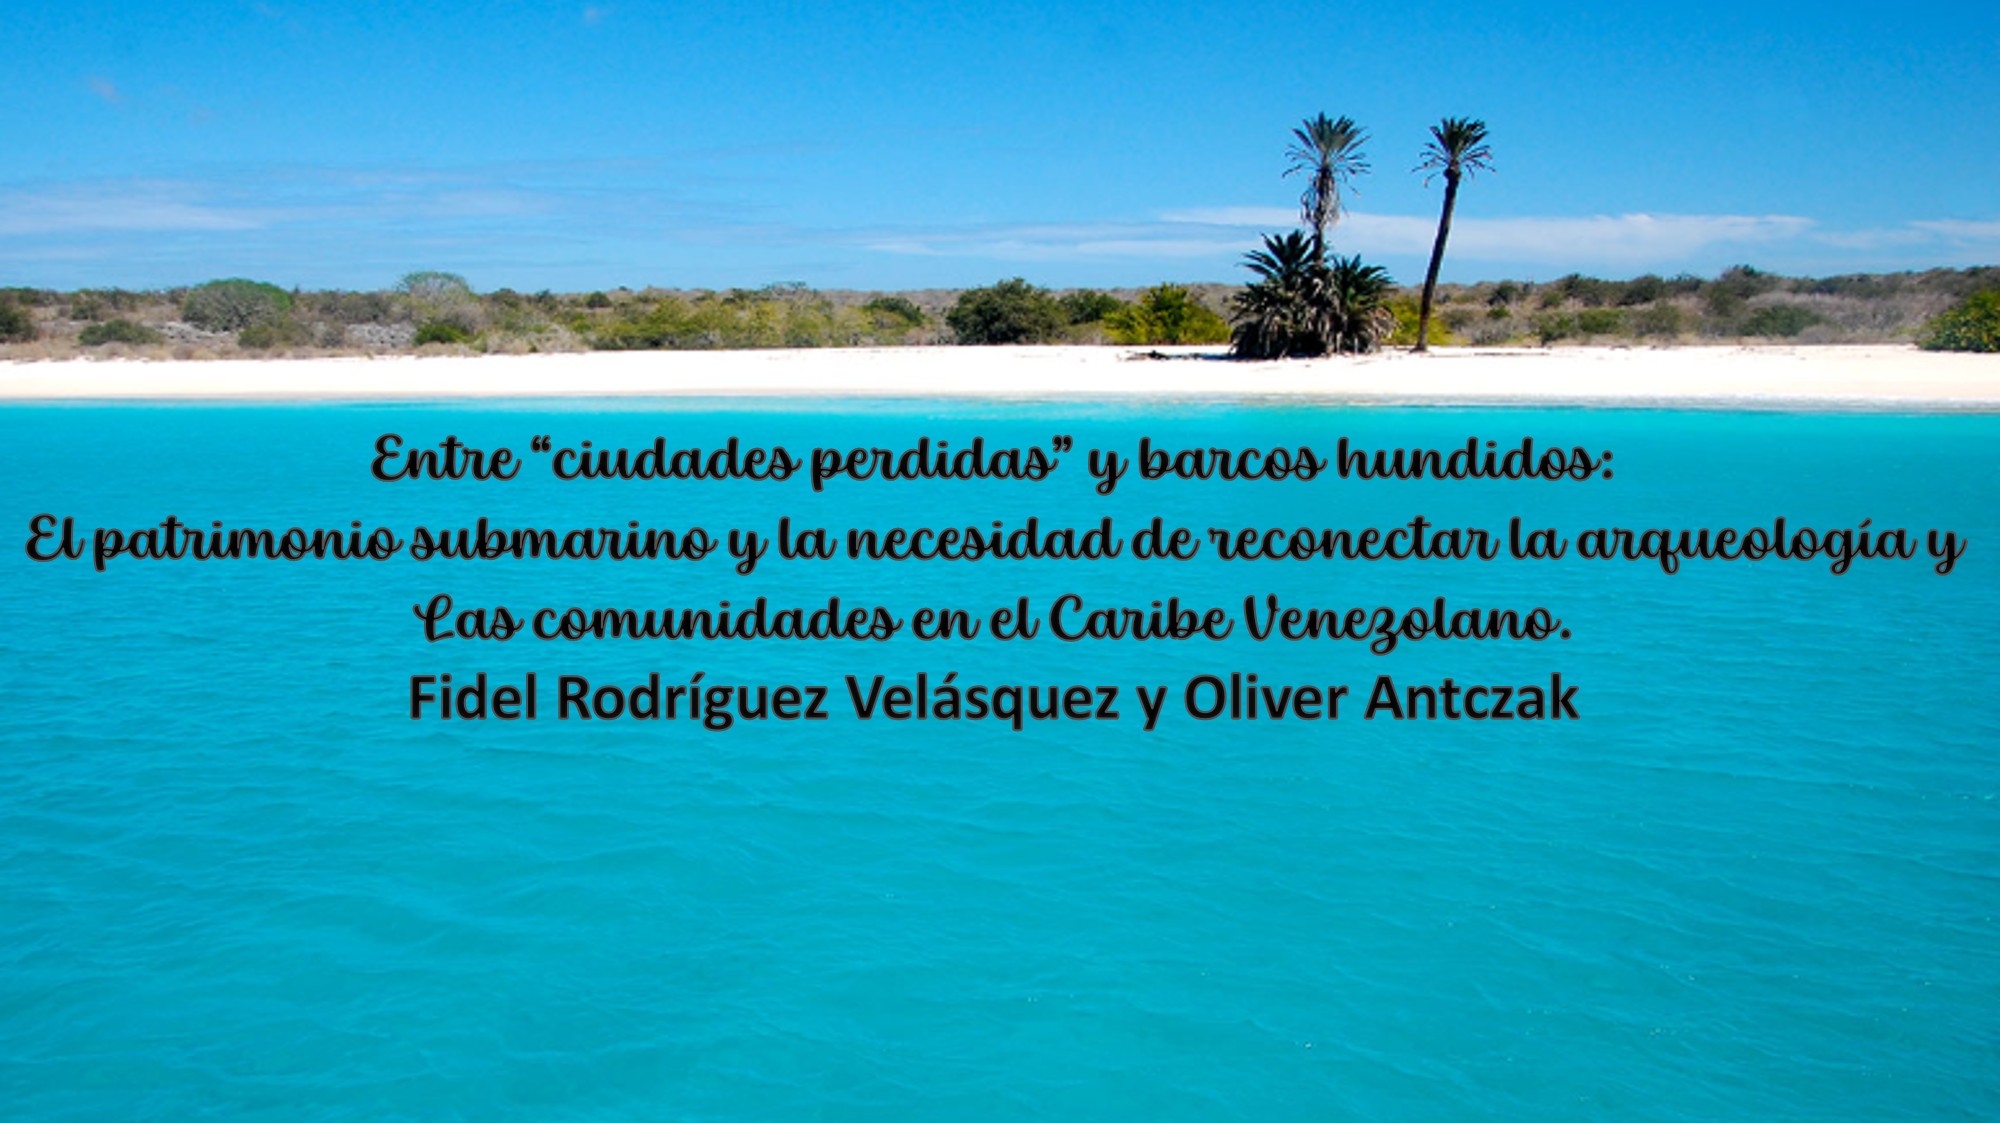 Entre “ciudades perdidas” y barcos hundidos:
El patrimonio submarino y la necesidad de reconectar la arqueología y
Las comunidades en el Caribe Venezolano.
Fidel Rodríguez Velásquez y Oliver Antczak